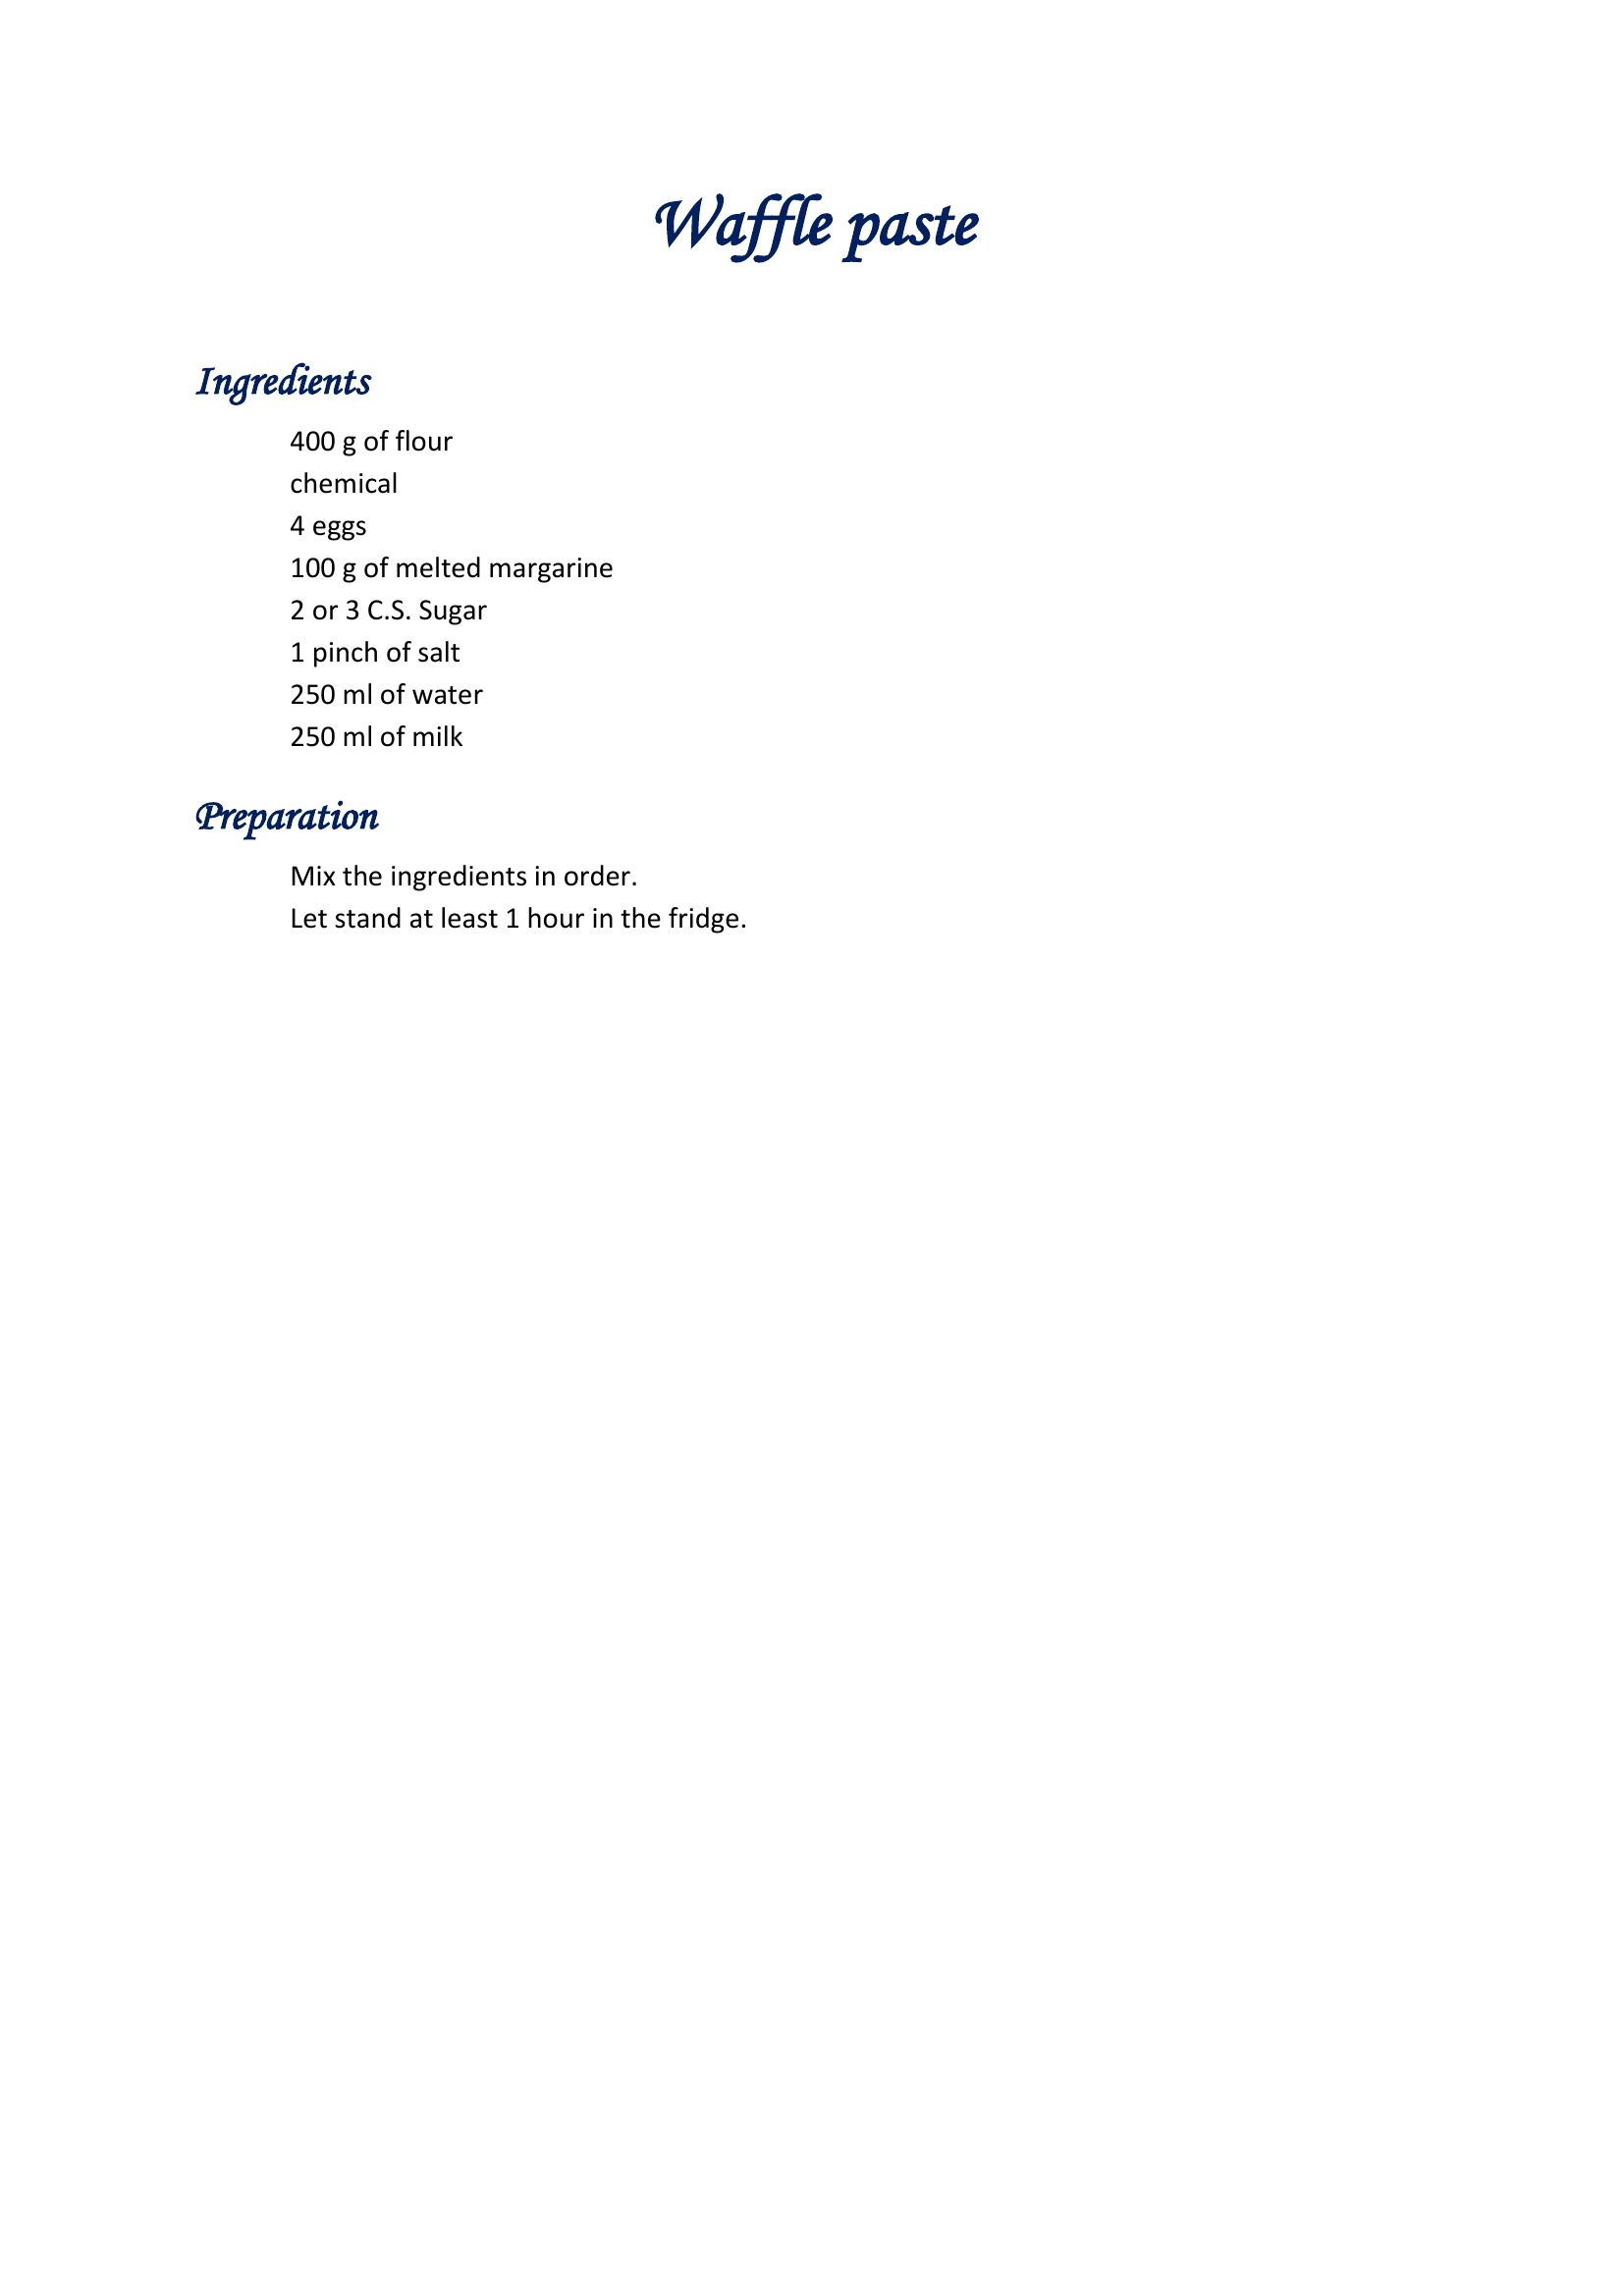 Waffle paste
Ingredients
400 g of flour
chemical
4 eggs
100 g of melted margarine
2 or 3 C.S. Sugar
1 pinch of salt
250 ml of water
250 ml of milk
Preparation
Mix the ingredients in order.
Let stand at least 1 hour in the fridge.